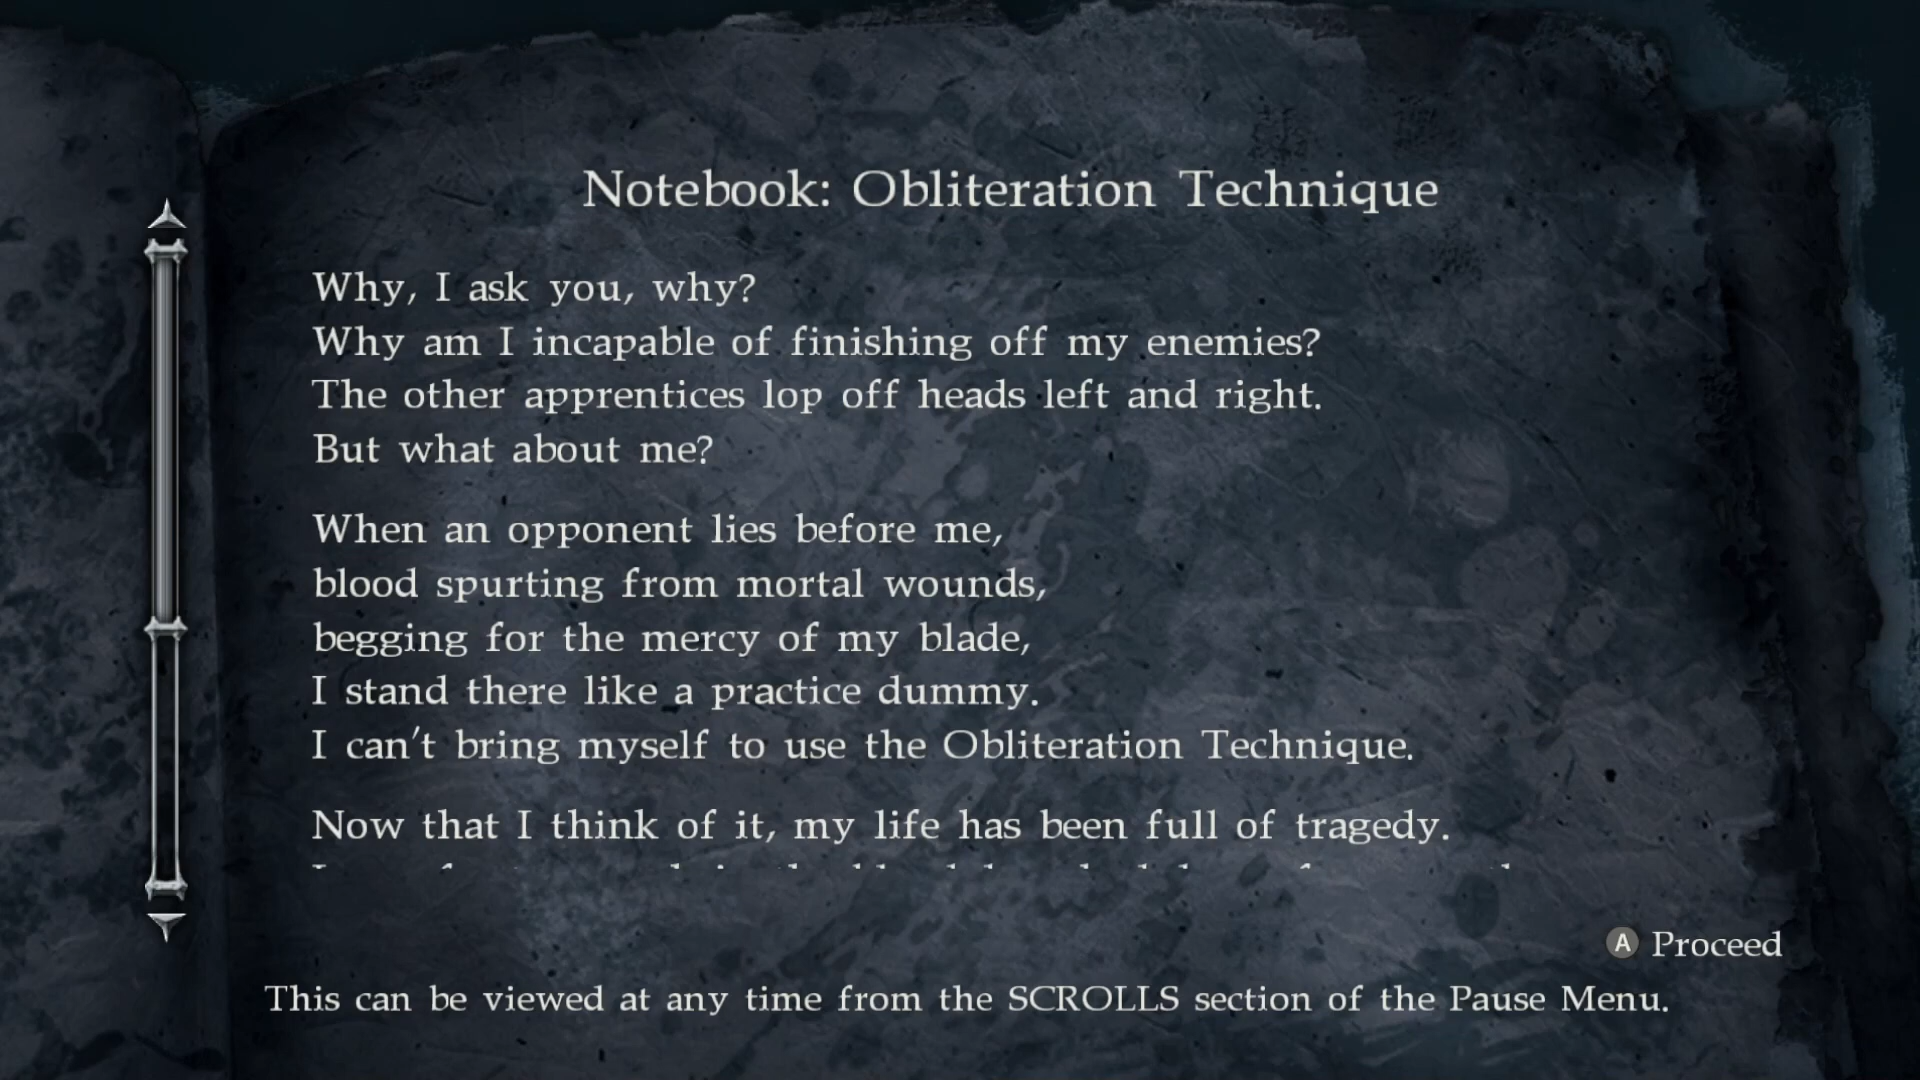 Notebook: Obliteration Technique
Why, I ask you, why?
Why am I incapable of finishing off my enemies?
The other apprentices lop off heads left and right.
But what about me?
When an opponent lies before me,
blood spurting from mortal wounds,
begging for the mercy of my blade,
I stand there like a practice dummy.
I can't bring myself to use the Obliteration Technique.
Now that I think of it, my life has been full of tragedy.
A Proceed
This can be viewed at any time from the SCROLLS section of the Pause Menu.